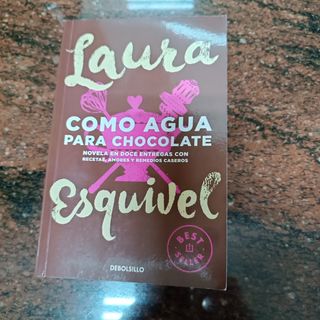 Laura
COMO AGUA
PARA CHOCOLATE
NOVELA EN DOCE ENTREGAS CON
RECETAS, AMORES Y REMEDIOS CASEROS
Esquivel
BEST
SELLER
DEBOLSILLO